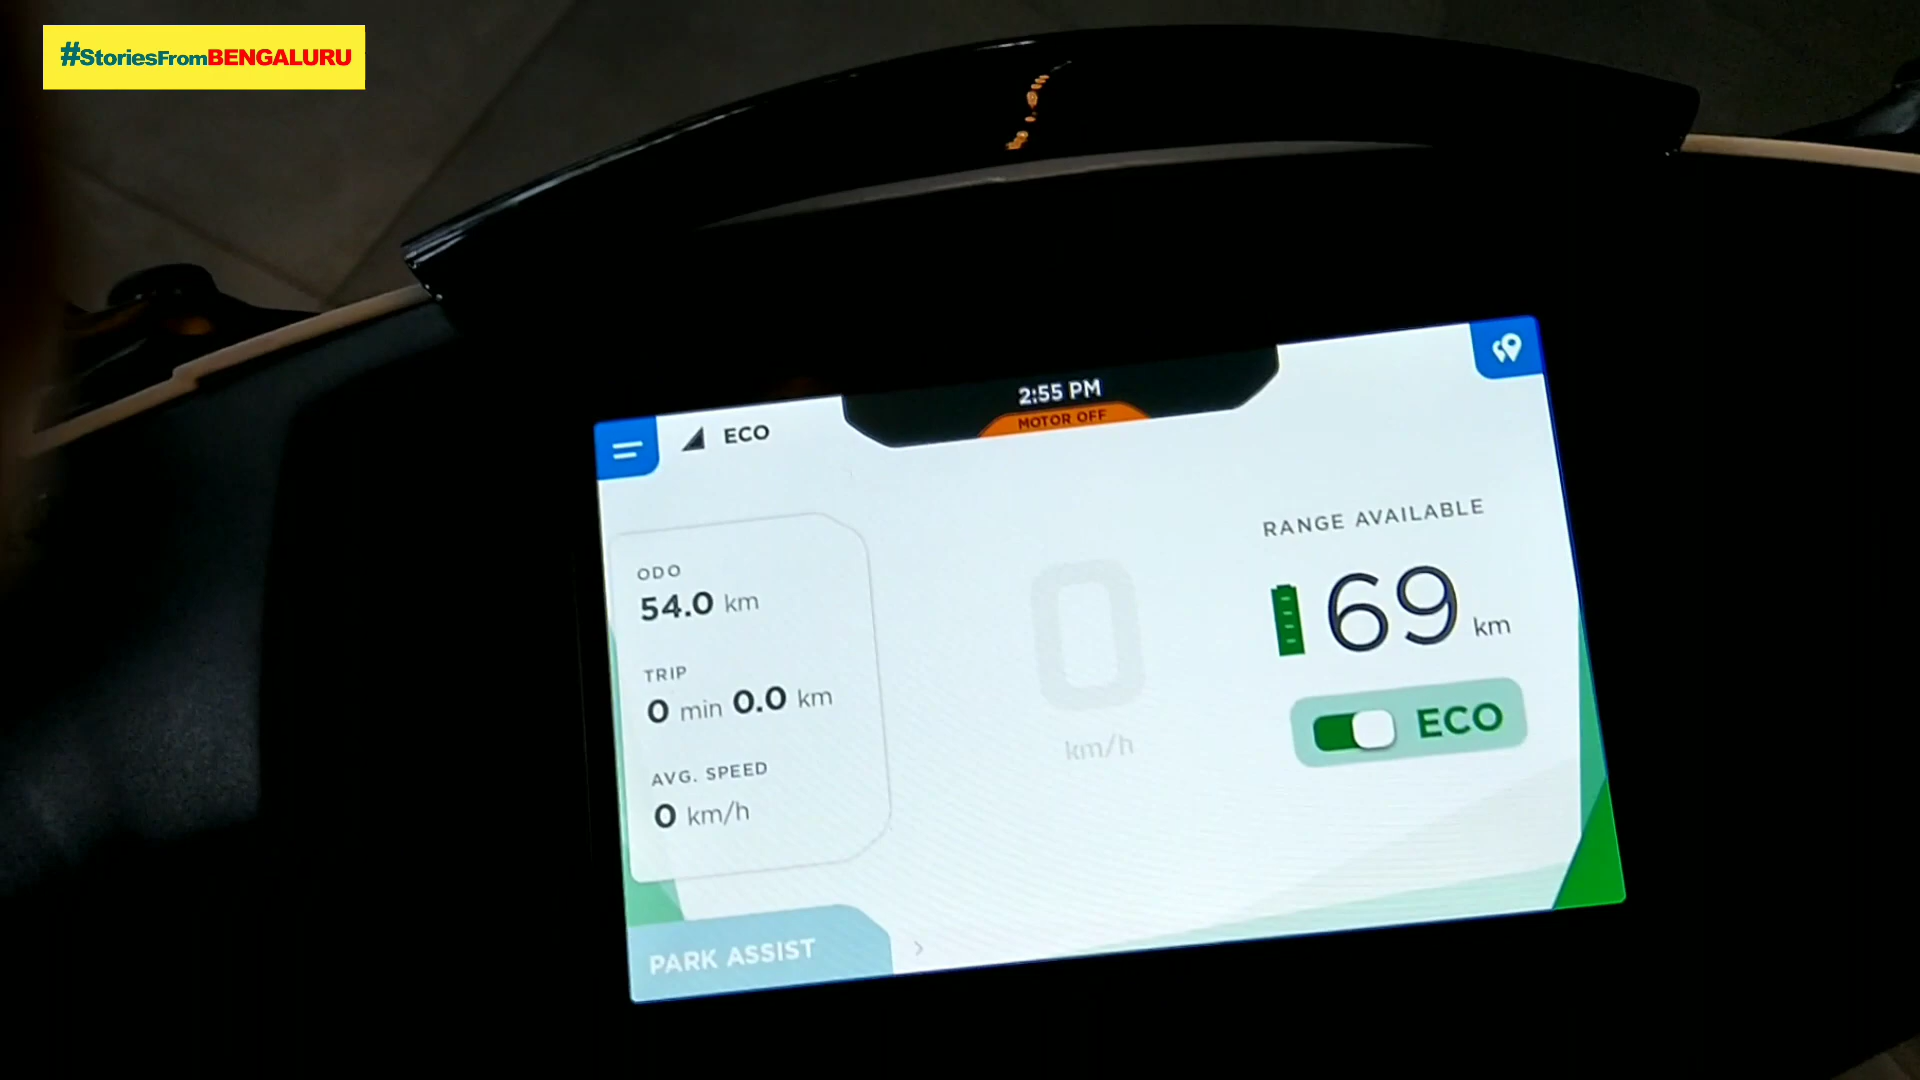 #StoriesFromBENGALURU
2:55 PM
MOTOR OFF
ECO
RANGE AVAILABLE
69 km
ECO
ODO
54.0 km
TRIP
0 min 0.0 km
AVG. SPEED
0 km/h
0
km/h
PARK ASSIST